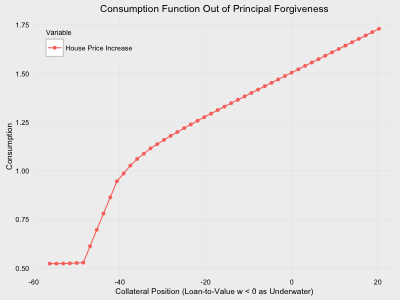 Consumption Function Out of Principal Forgiveness
Variable
House Price Increase
Consumption
1.75
1.50
1.25
1.00
0.75
0.50
-60
-40
-20
0
20
Collateral Position (Loan-to-Value w < 0 as Underwater)